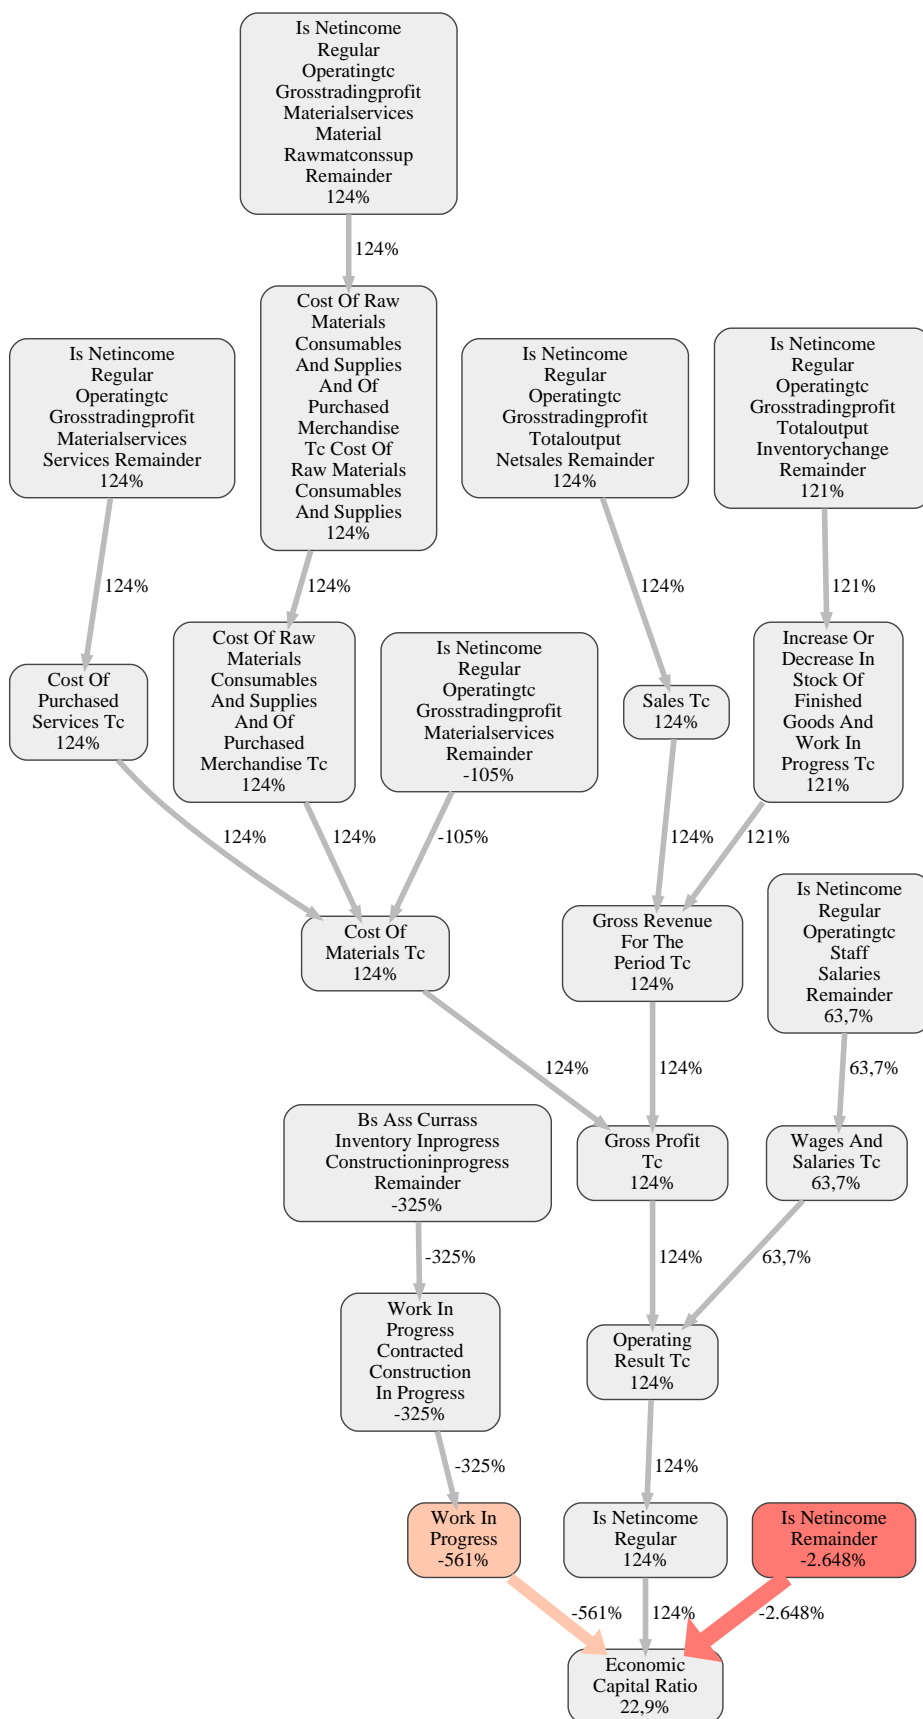 Is Netincome
Regular
Operatingtc
Grosstradingprofit
Materialservices
Material
Rawmatconssup
Remainder
124%
124%
Is Netincome
Regular
Operatingtc
Grosstradingprofit
Materialservices
Services Remainder
124%
Cost Of Raw
Materials
Consumables
And Supplies
And Of
Purchased
Merchandise
Tc Cost Of
Raw Materials
Consumables
And Supplies
124%
Is Netincome
Regular
Operatingtc
Grosstradingprofit
Totaloutput
Netsales Remainder
124%
Is Netincome
Regular
Operatingtc
Grosstradingprofit
Totaloutput
Inventorychange
Remainder
121%
124%
124%
124%
121%
Cost Of
Purchased
Services Tc
124%
Cost Of Raw
Materials
Consumables
And Supplies
And Of
Purchased
Merchandise Tc
124%
Is Netincome
Regular
Operatingtc
Grosstradingprofit
Materialservices
Remainder
-105%
Sales Tc
124%
Increase Or
Decrease In
Stock Of
Finished
Goods And
Work In
Progress Tc
121%
124%
124%
-105%
124%
121%
Cost Of
Materials Tc
124%
Gross Revenue
For The
Period Tc
124%
Is Netincome
Regular
Operatingtc
Staff
Salaries
Remainder
63,7%
124%
124%
63,7%
Bs Ass Currass
Inventory Inprogress
Constructioninprogress
Remainder
-325%
Gross Profit
Tc
124%
Wages And
Salaries Tc
63,7%
-325%
124%
63,7%
Work In
Progress
Contracted
Construction
In Progress
-325%
Operating
Result Tc
124%
-325%
124%
Work In
Progress
-561%
Is Netincome
Regular
124%
Is Netincome
Remainder
-2.648%
-561%
124%
-2.648%
Economic
Capital Ratio
22,9%